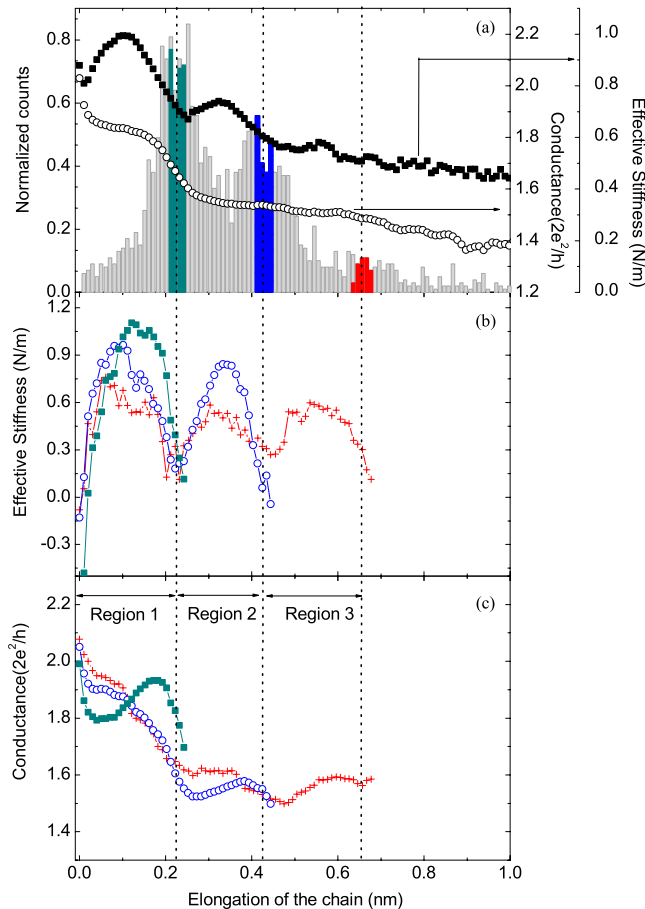 (a)
Normalized counts
0.8
0.6
0.4
0.2
0.0
2.2
2.0
1.8
1.6
1.4
1.2
Conductance(2e²/h)
1.0
0.8
0.6
0.4
0.2
0.0
Effective Stiffness (N/m)
(b)
Effective Stiffness (N/m)
1.2
0.9
0.6
0.3
0.0
-0.3
(c)
Region 1 Region 2 Region 3
Conductance(2e²/h)
2.2
2.0
1.8
1.6
1.4
0.0 0.2 0.4 0.6 0.8 1.0
Elongation of the chain (nm)